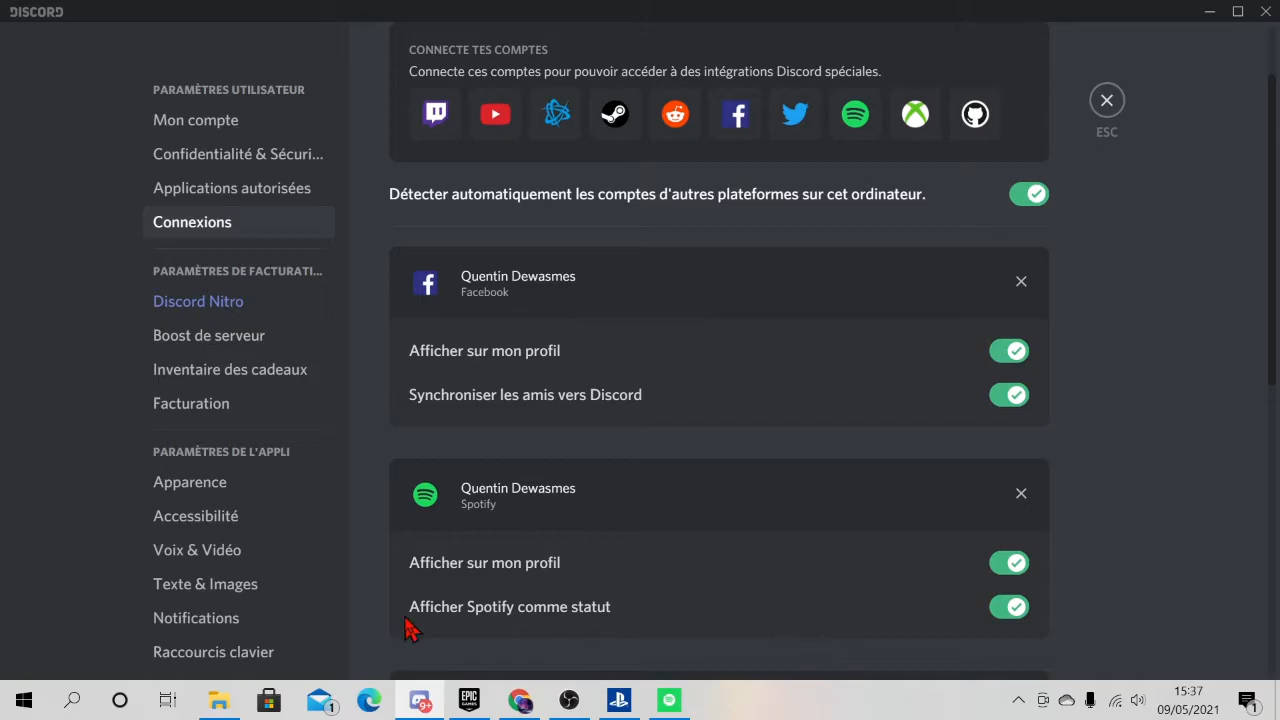 DISCORD
PARAMÈTRES UTILISATEUR
Mon compte
Confidentialité & Sécuri...
Applications autorisées
Connexions
PARAMÈTRES DE FACTURATI...
Discord Nitro
Boost de serveur
Inventaire des cadeaux
Facturation
PARAMÈTRES DE L'APPLI
Apparence
Accessibilité
Voix & Vidéo
Texte & Images
Notifications
Raccourcis clavier
CONNECTE TES COMPTES
Connecte ces comptes pour pouvoir accéder à des intégrations Discord spéciales.
Détecter automatiquement les comptes d'autres plateformes sur cet ordinateur.
Quentin Dewasmes
Facebook
Afficher sur mon profil
Synchroniser les amis vers Discord
Quentin Dewasmes
Spotify
Afficher sur mon profil
Afficher Spotify comme statut
ESC
1
9+
EPIC
GAMES
15:37
09/05/2021
1